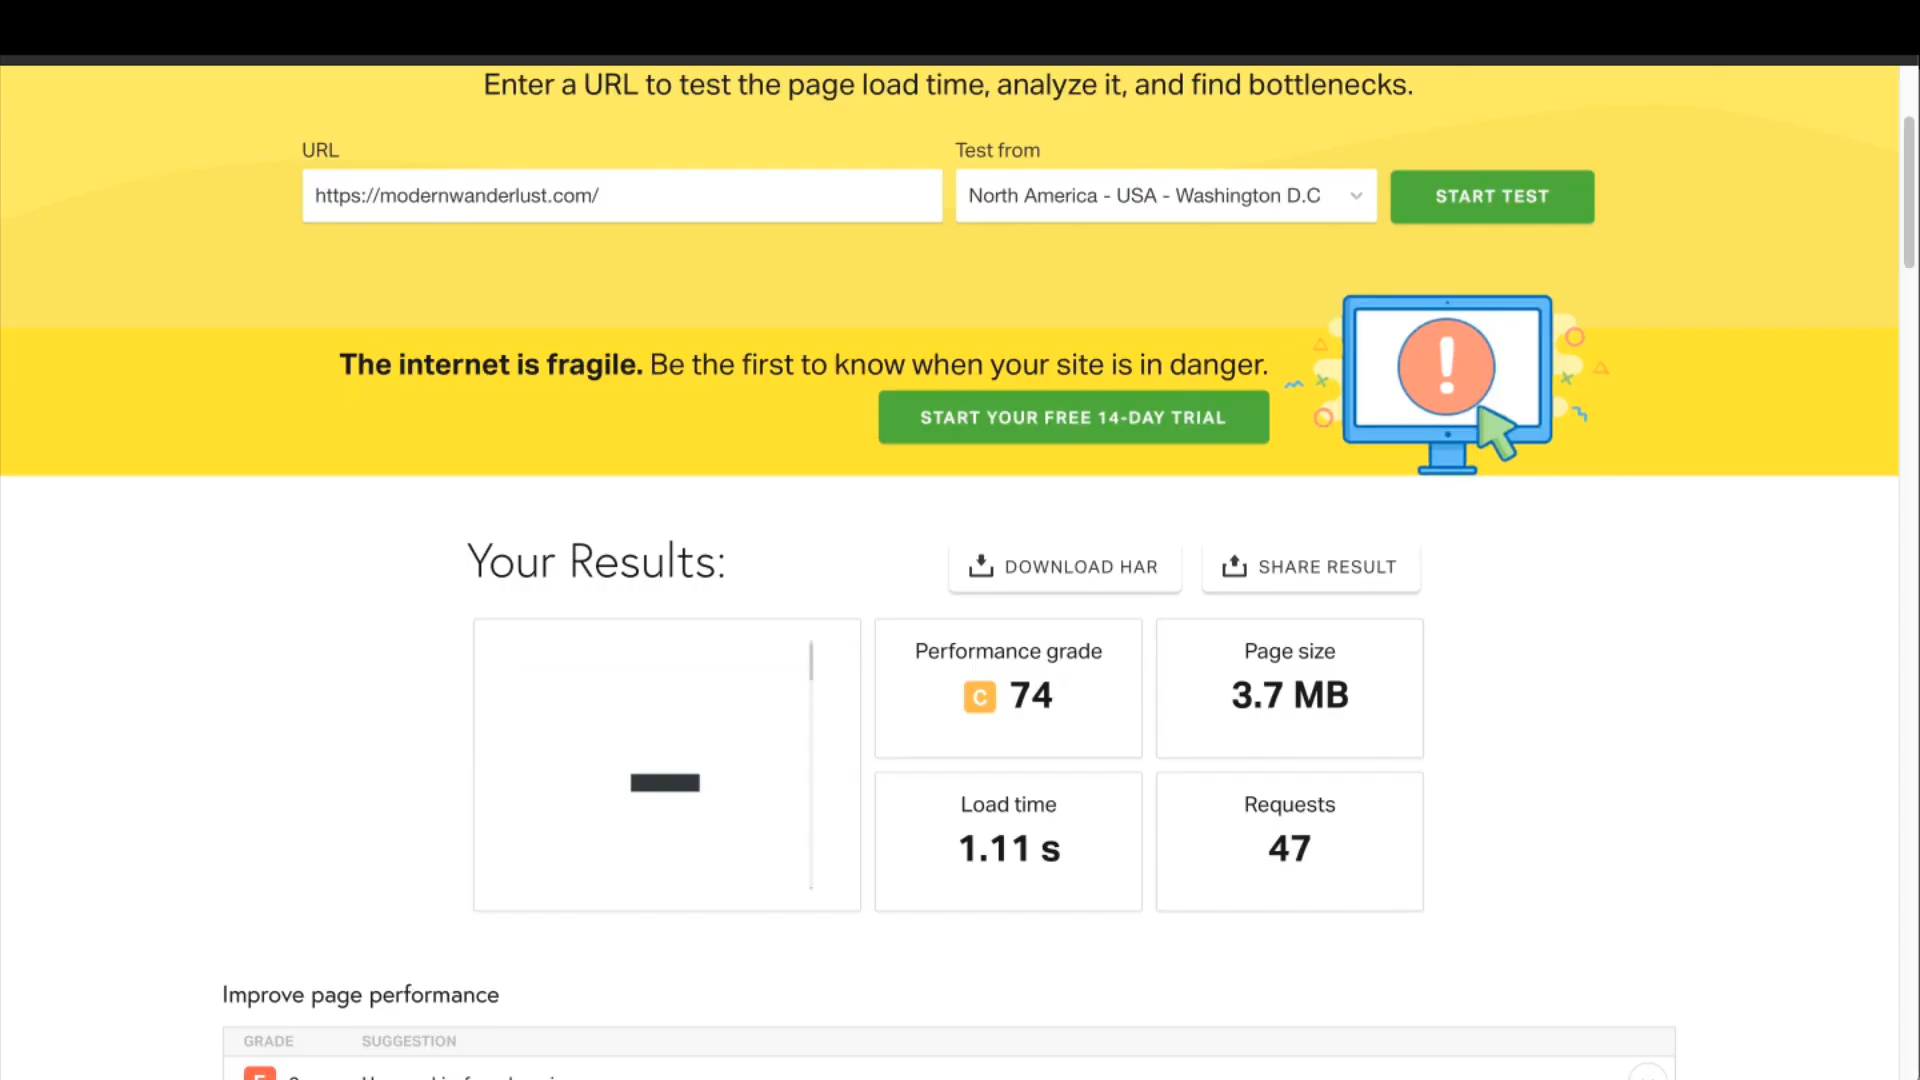 Enter a URL to test the page load time, analyze it, and find bottlenecks.
URL
Test from
https://modernwanderlust.com/
North America - USA - Washington D.C
START TEST
The internet is fragile. Be the first to know when your site is in danger.
START YOUR FREE 14-DAY TRIAL
Your Results:
DOWNLOAD HAR
SHARE RESULT
Performance grade
C 74
Page size
3.7 MB
Load time
1.11 s
Requests
47
Improve page performance
GRADE
SUGGESTION